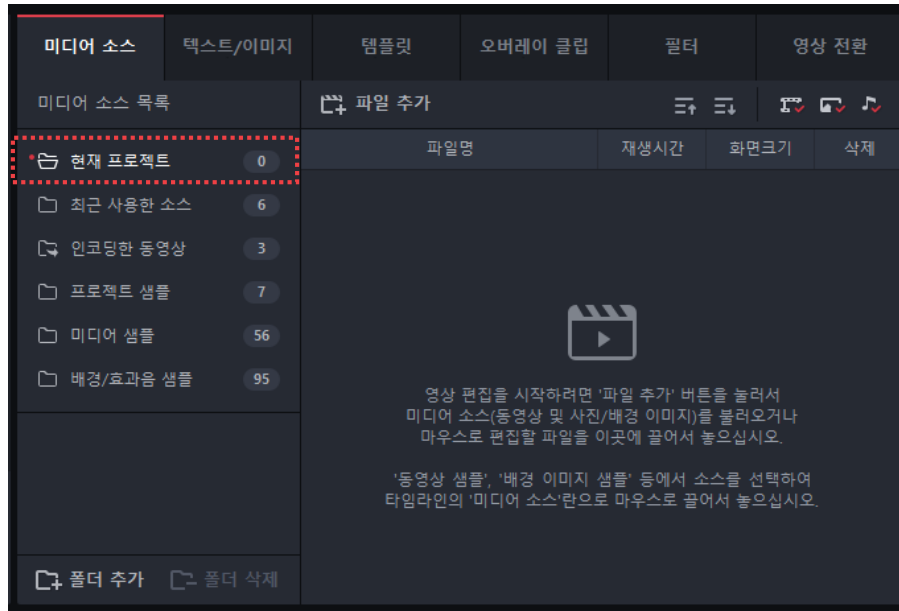 미디어 소스 텍스트/이미지 템플릿 오버레이 클립 필터 영상 전환
미디어 소스 목록 파일 추가
파일명 재생시간 화면크기 삭제
현재 프로젝트 0
최근 사용한 소스 6
인코딩한 동영상 3
프로젝트 샘플 7
미디어 샘플 56
배경/효과음 샘플 95
영상 편집을 시작하려면 '파일 추가' 버튼을 눌러서
미디어 소스(동영상 및 사진/배경 이미지)를 불러오거나
마우스로 편집할 파일을 이곳에 끌어서 놓으십시오.
'동영상 샘플', '배경 이미지 샘플' 등에서 소스를 선택하여
타임라인의 '미디어 소스'란으로 마우스로 끌어서 놓으십시오.
폴더 추가 폴더 삭제